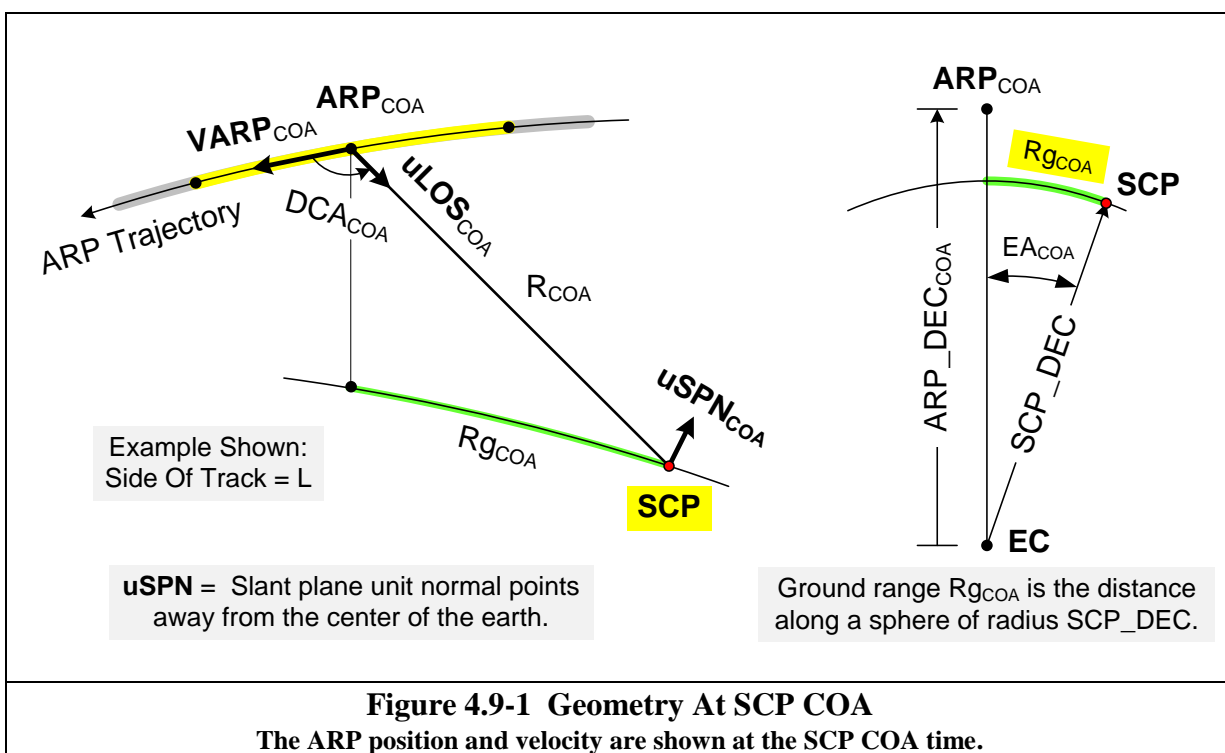 ARP_COA
VARP_COA
uLOS_COA
DCA_COA
ARP Trajectory
R_COA
uSPN_COA
Rg_COA
SCP
Example Shown:
Side Of Track = L
uSPN = Slant plane unit normal points
away from the center of the earth.
ARP_COA
Rg_COA
SCP
EA_COA
ARP_DEC_COA
SCP_DEC
EC
Ground range Rg_COA is the distance
along a sphere of radius SCP_DEC.
Figure 4.9-1 Geometry At SCP COA
The ARP position and velocity are shown at the SCP COA time.